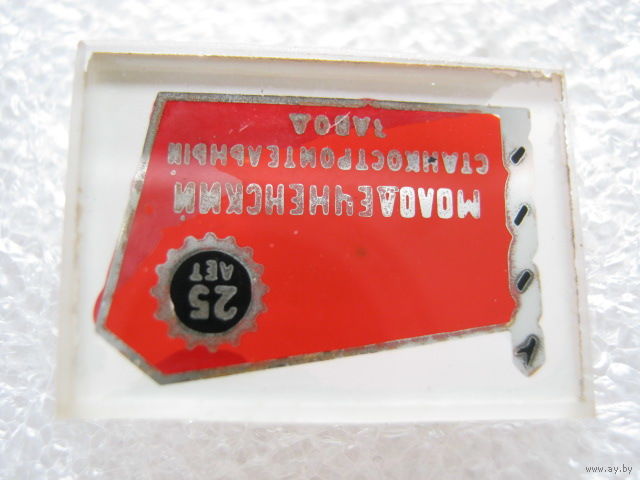 МОЛОДЕЧНЕНСКИЙ
СТАНКОСТРОИТЕЛЬНЫЙ
ЗАВОД
25
ЛЕТ
www.ay.by